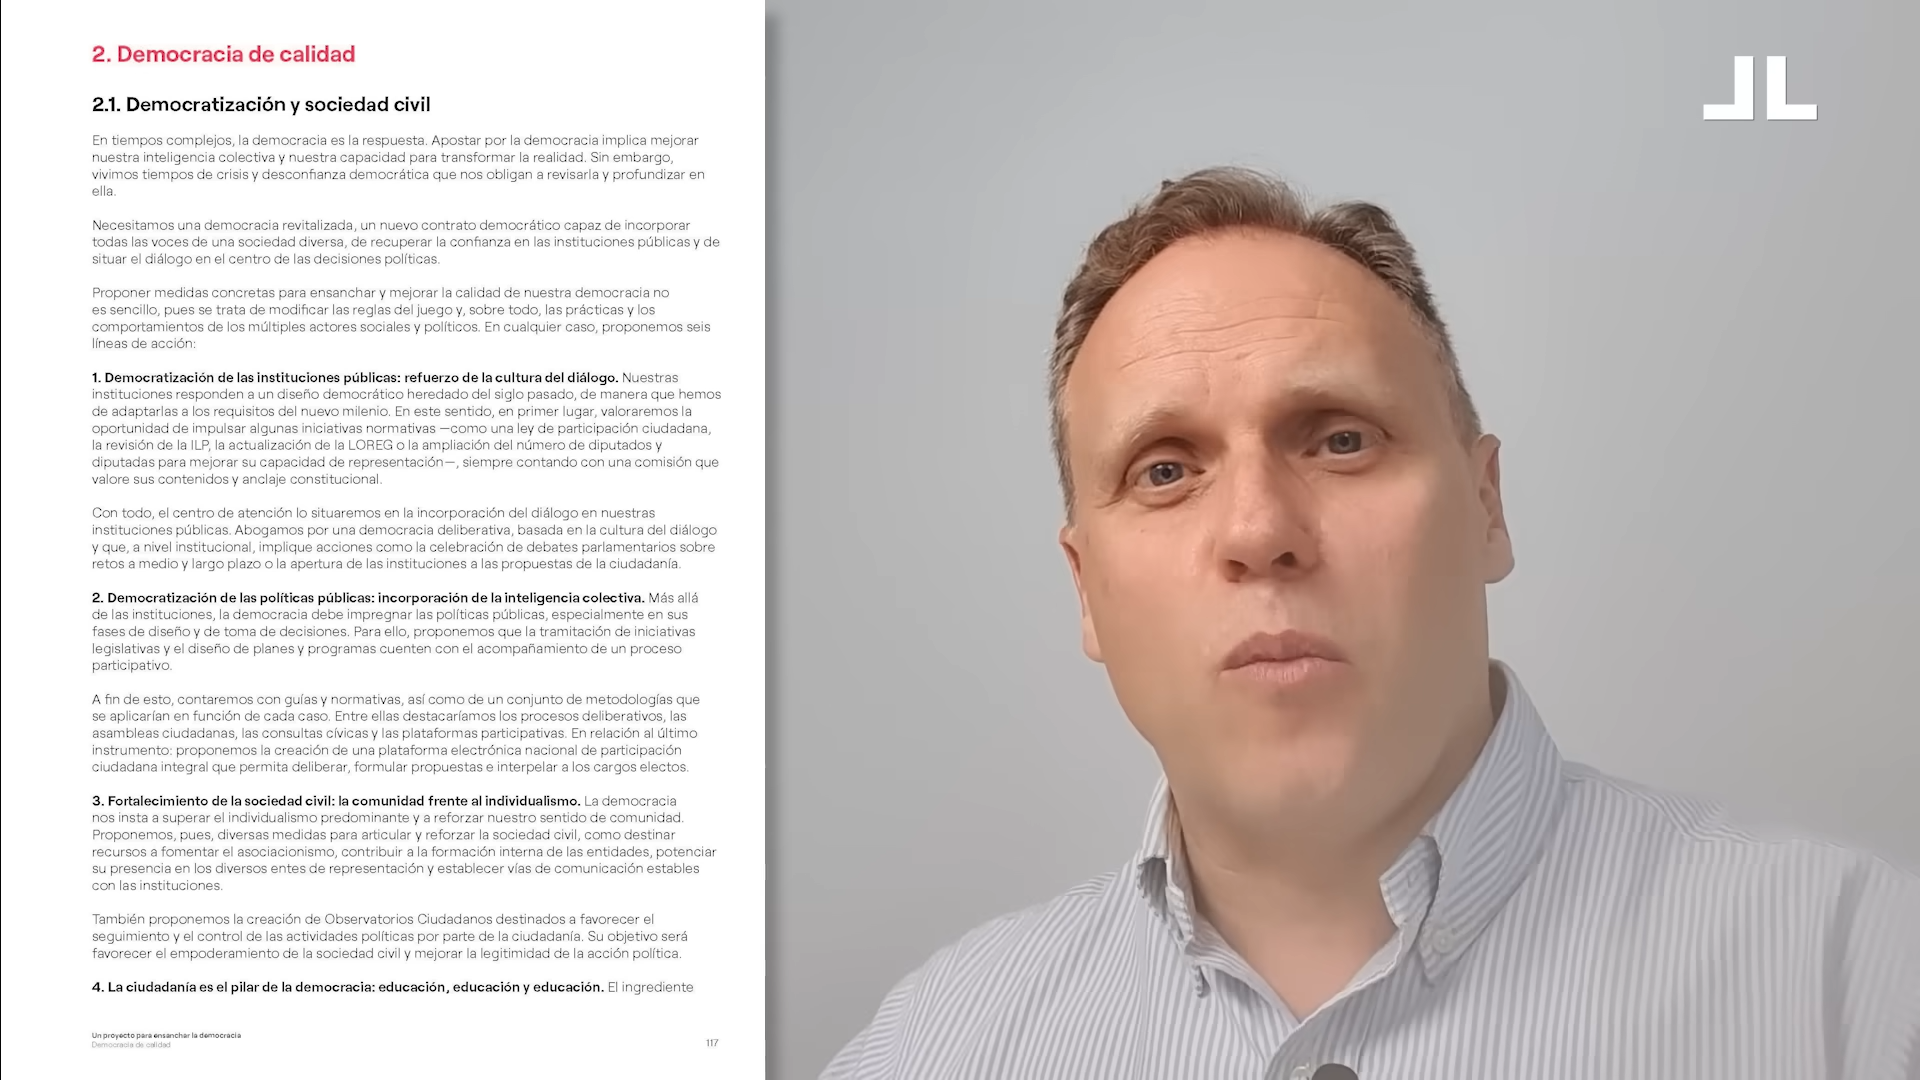 2. Democracia de calidad
2.1. Democratización y sociedad civil
En tiempos complejos, la democracia es la respuesta. Apostar por la democracia implica mejorar
nuestra inteligencia colectiva y nuestra capacidad para transformar la realidad. Sin embargo,
vivimos tiempos de crisis y desconfianza democrática que nos obligan a revisarla y profundizar en
ella.
Necesitamos una democracia revitalizada, un nuevo contrato democrático capaz de incorporar
todas las voces de una sociedad diversa, de recuperar la confianza en las instituciones públicas y de
situar el diálogo en el centro de las decisiones políticas.
Proponer medidas concretas para ensanchar y mejorar la calidad de nuestra democracia no
es sencillo, pues se trata de modificar las reglas del juego y, sobre todo, las prácticas y los
comportamientos de los múltiples actores sociales y políticos. En cualquier caso, proponemos seis
líneas de acción:
1. Democratización de las instituciones públicas: refuerzo de la cultura del diálogo. Nuestras
instituciones responden a un diseño democrático heredado del siglo pasado, de manera que hemos
de adaptarlas a los requisitos del nuevo milenio. En este sentido, en primer lugar, valoraremos la
oportunidad de impulsar algunas iniciativas normativas —como una ley de participación ciudadana,
la revisión de la ILP, la actualización de la LOREG o la ampliación del número de diputados y
diputadas para mejorar su capacidad de representación—, siempre contando con una comisión que
valore sus contenidos y anclaje constitucional.
Con todo, el centro de atención lo situaremos en la incorporación del diálogo en nuestras
instituciones públicas. Abogamos por una democracia deliberativa, basada en la cultura del diálogo
y que, a nivel institucional, implique acciones como la celebración de debates parlamentarios sobre
retos a medio y largo plazo o la apertura de las instituciones a las propuestas de la ciudadanía.
2. Democratización de las políticas públicas: incorporación de la inteligencia colectiva. Más allá
de las instituciones, la democracia debe impregnar las políticas públicas, especialmente en sus
fases de diseño y de toma de decisiones. Para ello, proponemos que la tramitación de iniciativas
legislativas y el diseño de planes y programas cuenten con el acompañamiento de un proceso
participativo.
A fin de esto, contaremos con guías y normativas, así como de un conjunto de metodologías que
se aplicarían en función de cada caso. Entre ellas destacaríamos los procesos deliberativos, las
asambleas ciudadanas, las consultas cívicas y las plataformas participativas. En relación al último
instrumento: proponemos la creación de una plataforma electrónica nacional de participación
ciudadana integral que permita deliberar, formular propuestas e interpelar a los cargos electos.
3. Fortalecimiento de la sociedad civil: la comunidad frente al individualismo. La democracia
nos insta a superar el individualismo predominante y a reforzar nuestro sentido de comunidad.
Proponemos, pues, diversas medidas para articular y reforzar la sociedad civil, como destinar
recursos a fomentar el asociacionismo, contribuir a la formación interna de las entidades, potenciar
su presencia en los diversos entes de representación y establecer vías de comunicación estables
con las instituciones.
También proponemos la creación de Observatorios Ciudadanos destinados a favorecer el
seguimiento y el control de las actividades políticas por parte de la ciudadanía. Su objetivo será
favorecer el empoderamiento de la sociedad civil y mejorar la legitimidad de la acción política.
4. La ciudadanía es el pilar de la democracia: educación, educación y educación. El ingrediente
Un proyecto para ensanchar la democracia
Democracia de calidad
117